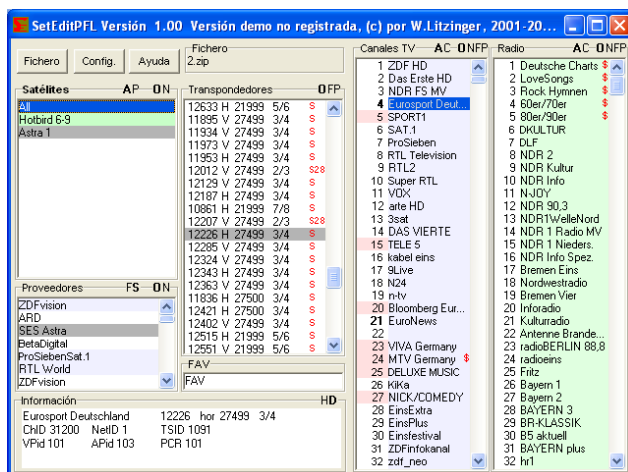 SetEditPFL Versión 1.00 Versión demo no registrada, (c) por W.Litzinger, 2001-20...
Fichero
Config.
Ayuda
Fichero
2.zip
Satélites AP ON
All
Hotbird 6-9
Astra 1
Proveedores FS ON
ZDFvision
ARD
SES Astra
BetaDigital
ProSiebenSat.1
RTL World
ZDFvision
Transpondedores OFP
12633 H 21999 5/6 S
11895 V 27499 3/4 S
11934 V 27499 3/4 S
11973 V 27499 3/4 S
11953 H 27499 3/4 S
12012 V 27499 2/3 S28
12129 V 27499 3/4 S
12187 H 27499 3/4 S
10861 H 21999 7/8 S
12207 V 27499 2/3 S28
12226 H 27499 3/4 S
12285 V 27499 3/4 S
12324 V 27499 3/4 S
12343 H 27499 3/4 S
12363 V 27499 3/4 S
11836 H 27500 3/4 S
12421 H 27500 3/4 S
12402 V 27499 3/4 S
12515 H 21999 5/6 S
12551 V 21999 5/6 S
FAV
FAV
Información HD
Eurosport Deutschland 12226 hor 27499 3/4
ChID 31200 NetID 1 TSID 1091
VPid 101 APid 103 PCR 101
Canales TV AC ONFP
1 ZDF HD
2 Das Erste HD
3 NDR FS MV
4 Eurosport Deut...
5 SPORT1
6 SAT.1
7 ProSieben
8 RTL Television
9 RTL2
10 Super RTL
11 VOX
12 arte HD
13 3sat
14 DAS VIERTE
15 TELE 5
16 kabel eins
17 9Live
18 N24
19 n-tv
20 Bloomberg Eur...
21 EuroNews
22
23 VIVA Germany
24 MTV Germany $
25 DELUXE MUSIC
26 KiKa
27 NICK/COMEDY
28 EinsExtra
29 EinsPlus
30 Einsfestival
31 ZDFinfokanal
32 zdf_neo
Radio AC ONFP
1 Deutsche Charts $
2 LoveSongs $
3 Rock Hymnen $
4 60er/70er $
5 80er/90er $
6 DKULTUR
7 DLF
8 NDR 2
9 NDR Kultur
10 NDR Info
11 N-JOY
12 NDR 90,3
13 NDR1WelleNord
14 NDR 1 Radio MV
15 NDR 1 Nieders.
16 NDR Info Spez.
17 Bremen Eins
18 Nordwestradio
19 Bremen Vier
20 Inforadio
21 Kulturradio
22 Antenne Brande...
23 radioBERLIN 88,8
24 radioeins
25 Fritz
26 Bayern 1
27 Bayern 2
28 BAYERN 3
29 BR-KLASSIK
30 B5 aktuell
31 BAYERN plus
32 hr1